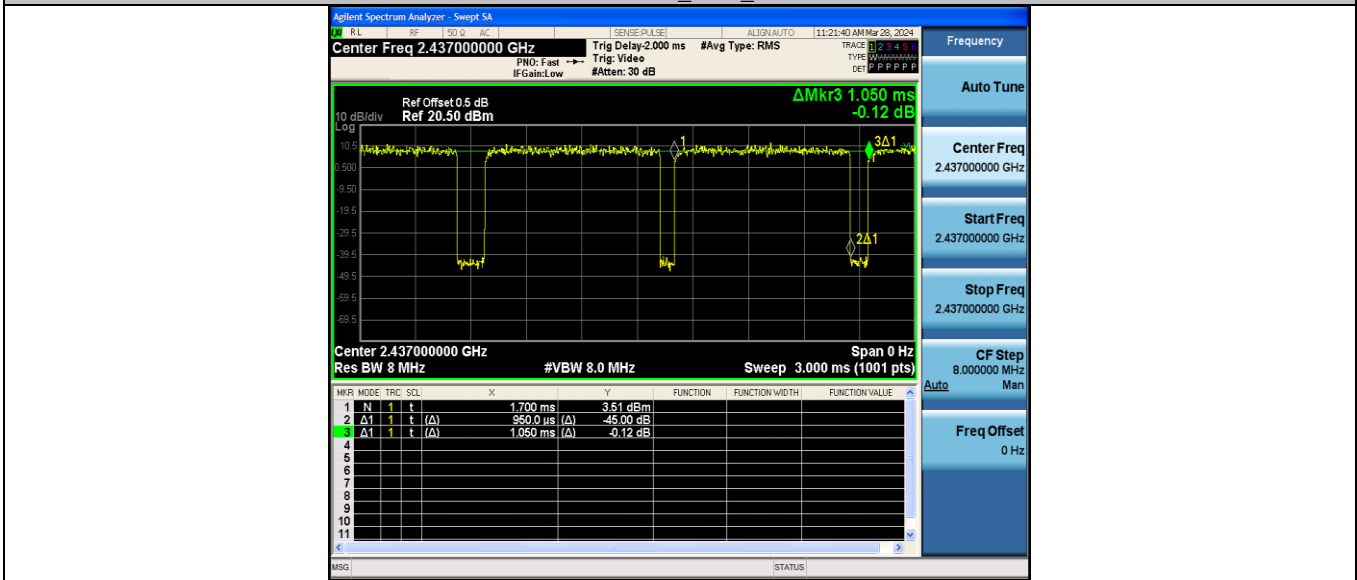 Agilent Spectrum Analyzer - Swept SA
RL RF 50 Ω AC SENSE:PULSE ALIGNAUTO 11:21:40 AM Mar 28, 2024
Center Freq 2.437000000 GHz
PNO: Fast
IFGain:Low
Trig Delay-2.000 ms
Trig: Video
#Atten: 30 dB
#Avg Type: RMS
TRACE 1 2 3 4 5 6
TYPE
DET P P P P P P
ΔMkr3 1.050 ms
-0.12 dB
Ref Offset 0.5 dB
10 dB/div Ref 20.50 dBm
Log
10.5
0.500
-9.50
-19.5
-29.5
-39.5
-49.5
-59.5
-69.5
1
3Δ1
2Δ1
Center 2.437000000 GHz Span 0 Hz
Res BW 8 MHz #VBW 8.0 MHz Sweep 3.000 ms (1001 pts)
MKR MODE TRC SCL X Y FUNCTION FUNCTION WIDTH FUNCTION VALUE
1 N 1 t 1.700 ms 3.51 dBm
2 Δ1 1 t (Δ) 950.0 µs (Δ) -45.00 dB
3 Δ1 1 t (Δ) 1.050 ms (Δ) -0.12 dB
4
5
6
7
8
9
10
11
MSG STATUS
Frequency
Auto Tune
Center Freq
2.437000000 GHz
Start Freq
2.437000000 GHz
Stop Freq
2.437000000 GHz
CF Step
8.000000 MHz
Auto Man
Freq Offset
0 Hz